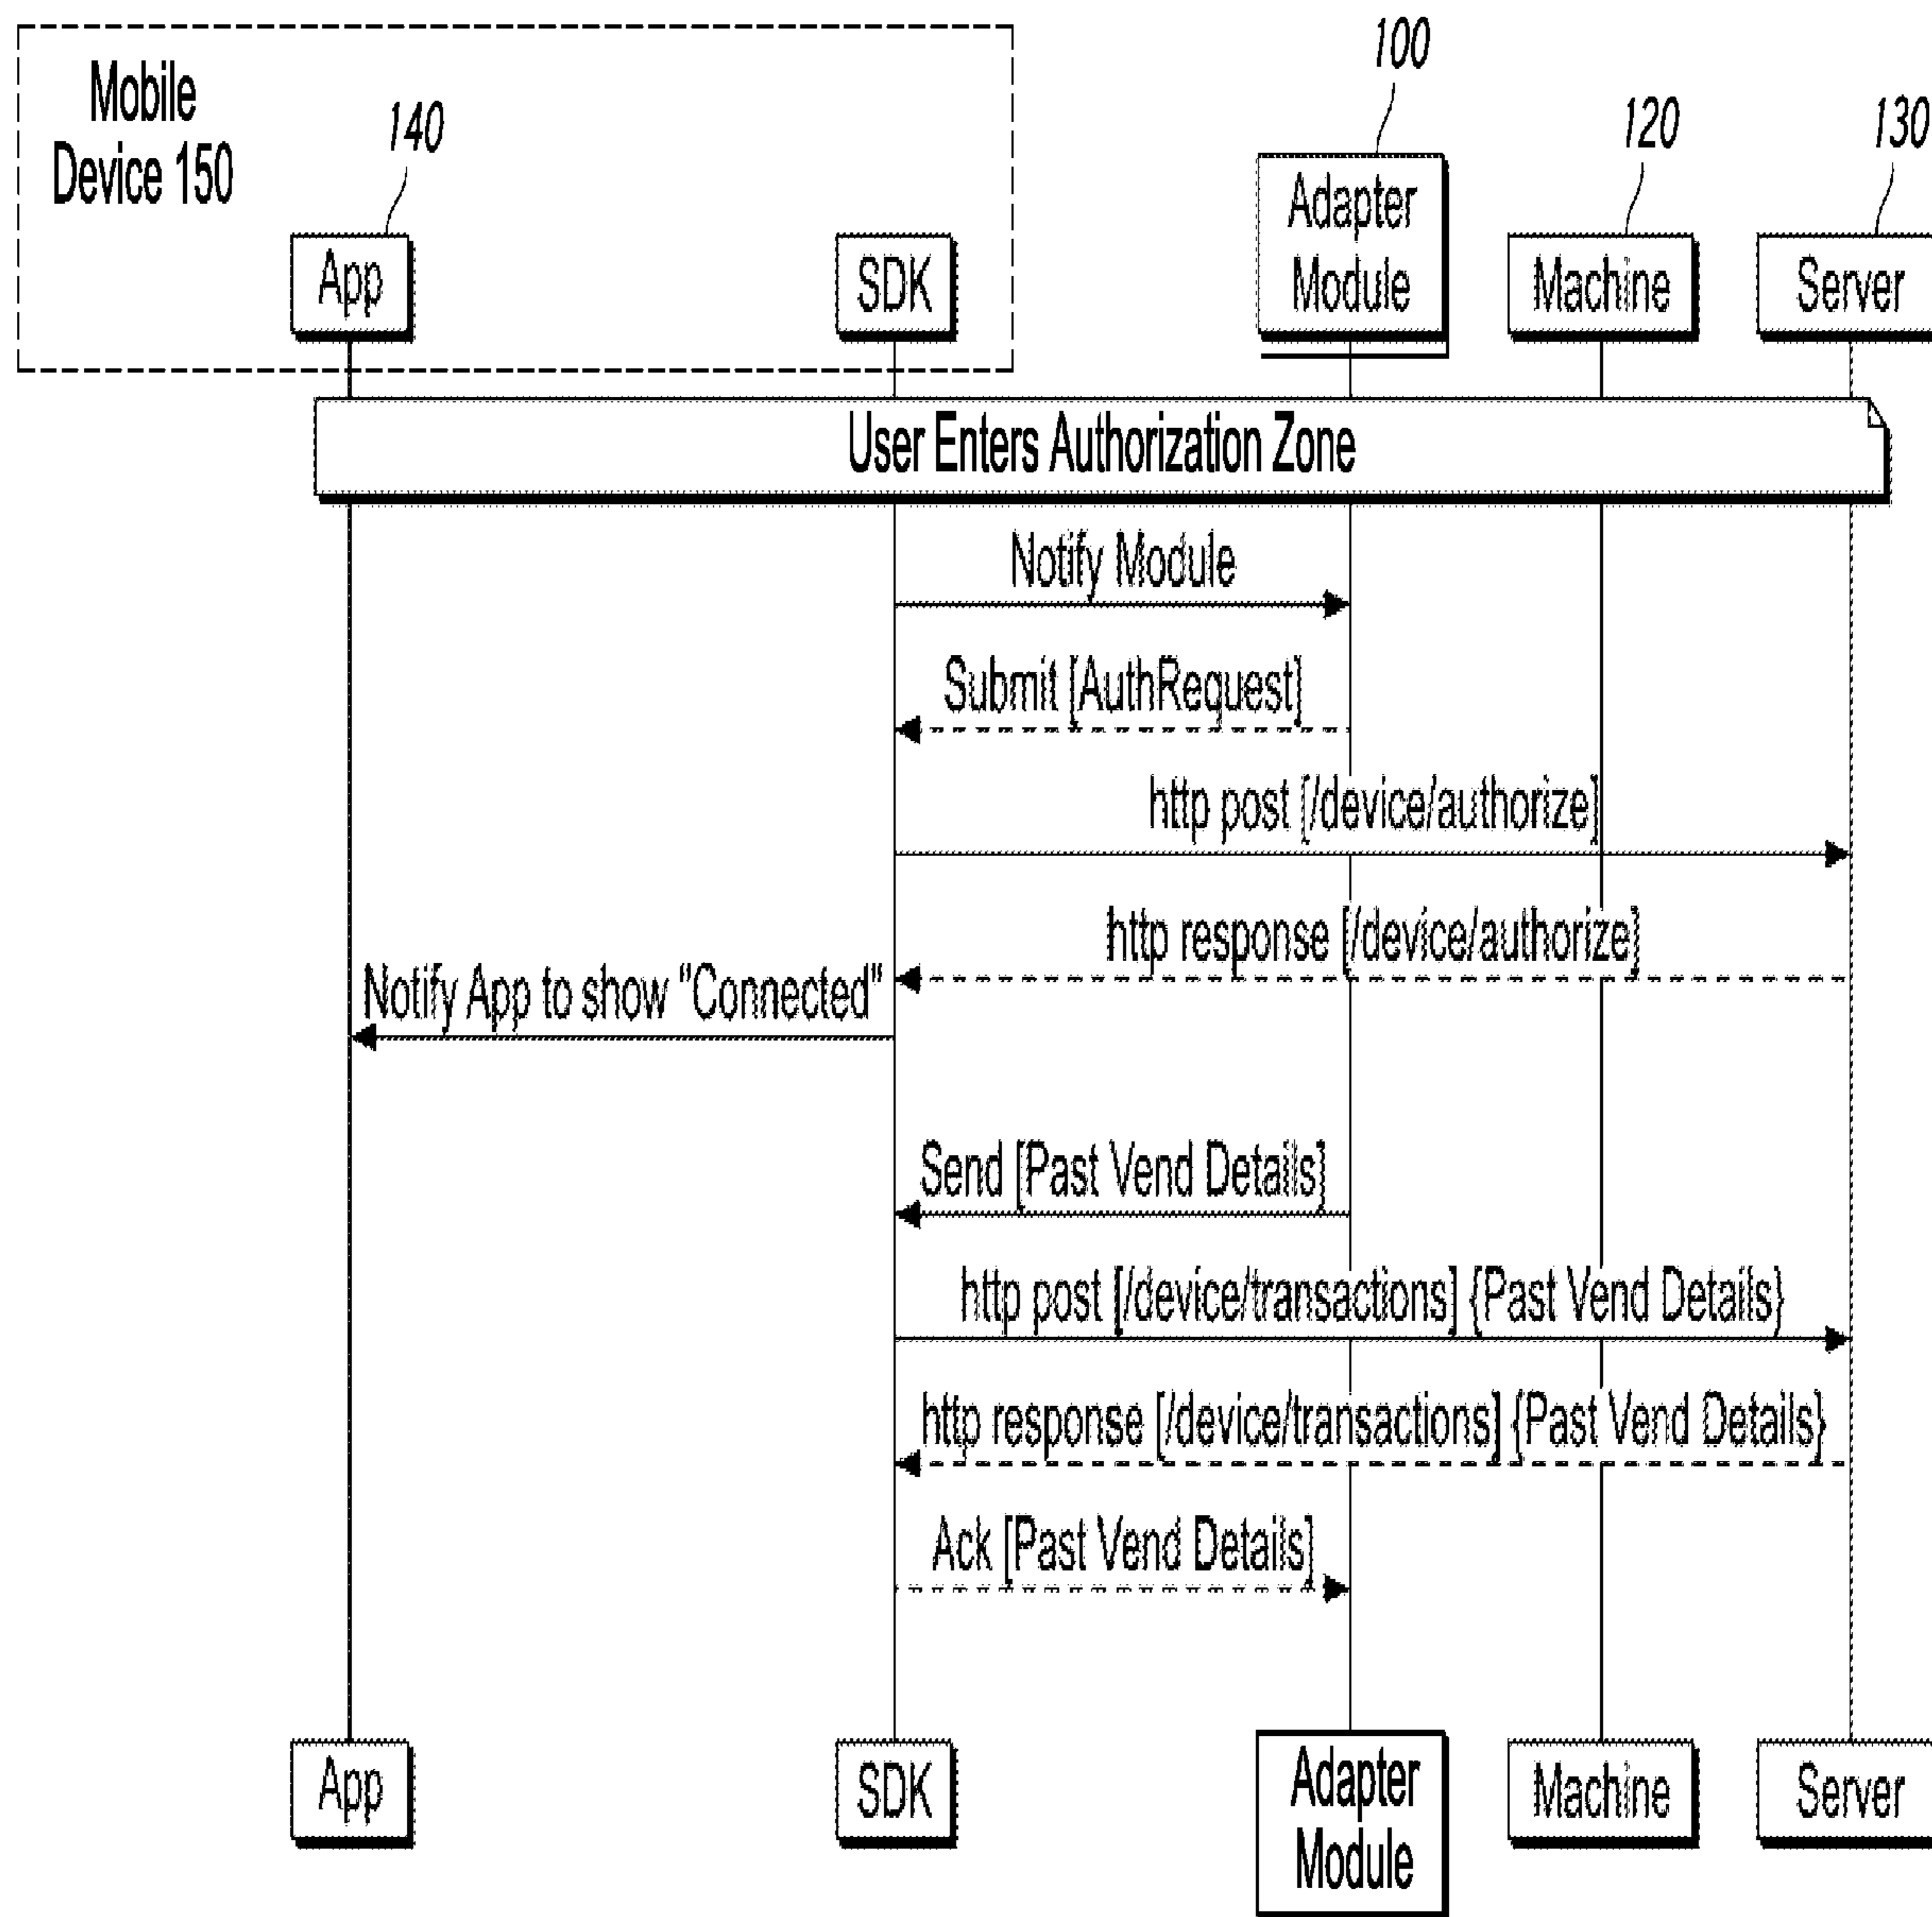 Mobile
Device 150
140
100
120
130
App
SDK
Adapter
Module
Machine
Server
User Enters Authorization Zone
Notify Module
Submit [AuthRequest]
http post [/device/authorize]
http response [/device/authorize]
Notify App to show "Connected"
Send [Past Vend Details]
http post [/device/transactions] {Past Vend Details}
http response [/device/transactions] {Past Vend Details}
Ack [Past Vend Details]
App
SDK
Adapter
Module
Machine
Server